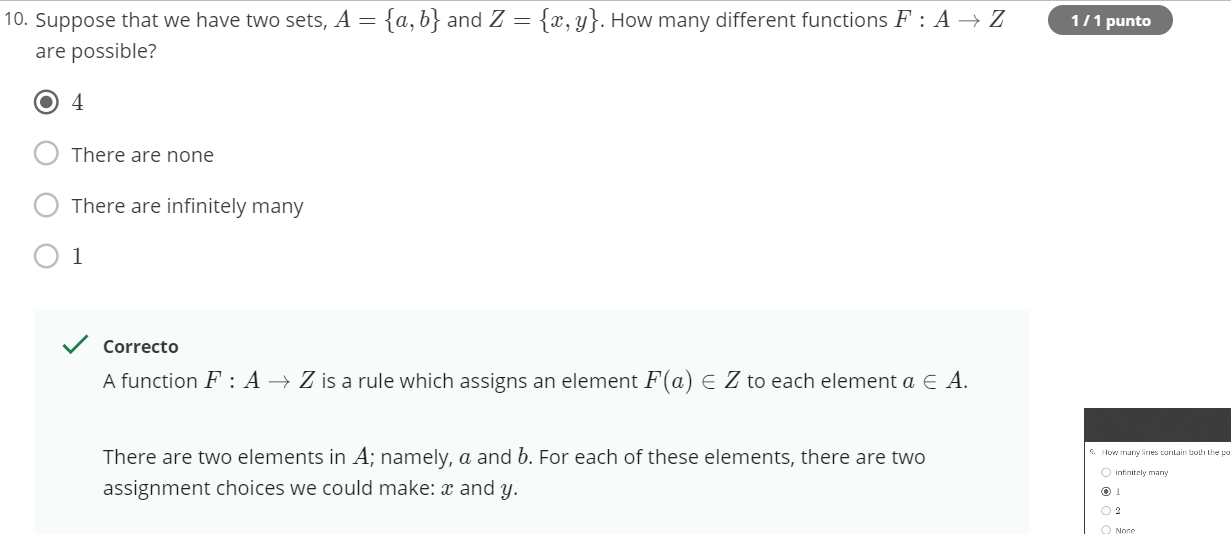 10. Suppose that we have two sets, A = {a, b} and Z = {x, y}. How many different functions F : A → Z
1 / 1 punto
are possible?
4
There are none
There are infinitely many
1
Correcto
A function F : A → Z is a rule which assigns an element F(a) ∈ Z to each element a ∈ A.
There are two elements in A; namely, a and b. For each of these elements, there are two
assignment choices we could make: x and y.
9. How many lines contain both the po
infinitely many
1
2
None